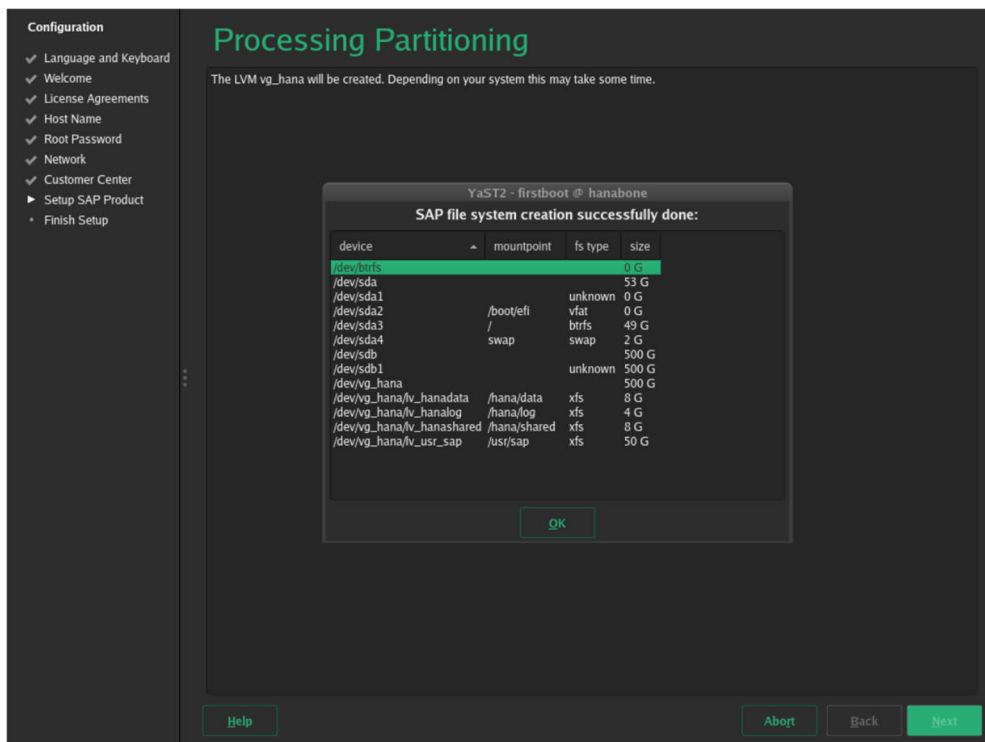 Configuration
Language and Keyboard
Welcome
License Agreements
Host Name
Root Password
Network
Customer Center
Setup SAP Product
Finish Setup
Processing Partitioning
The LVM vg_hana will be created. Depending on your system this may take some time.
YaST2 - firstboot @ hanabone
SAP file system creation successfully done:
device mountpoint fs type size
/dev/btrfs 0 G
/dev/sda 53 G
/dev/sda1 unknown 0 G
/dev/sda2 /boot/efi vfat 0 G
/dev/sda3 / btrfs 49 G
/dev/sda4 swap swap 2 G
/dev/sdb 500 G
/dev/sdb1 unknown 500 G
/dev/vg_hana 500 G
/dev/vg_hana/lv_hanadata /hana/data xfs 8 G
/dev/vg_hana/lv_hanalog /hana/log xfs 4 G
/dev/vg_hana/lv_hanashared /hana/shared xfs 8 G
/dev/vg_hana/lv_usr_sap /usr/sap xfs 50 G
OK
Help Abort Back Next